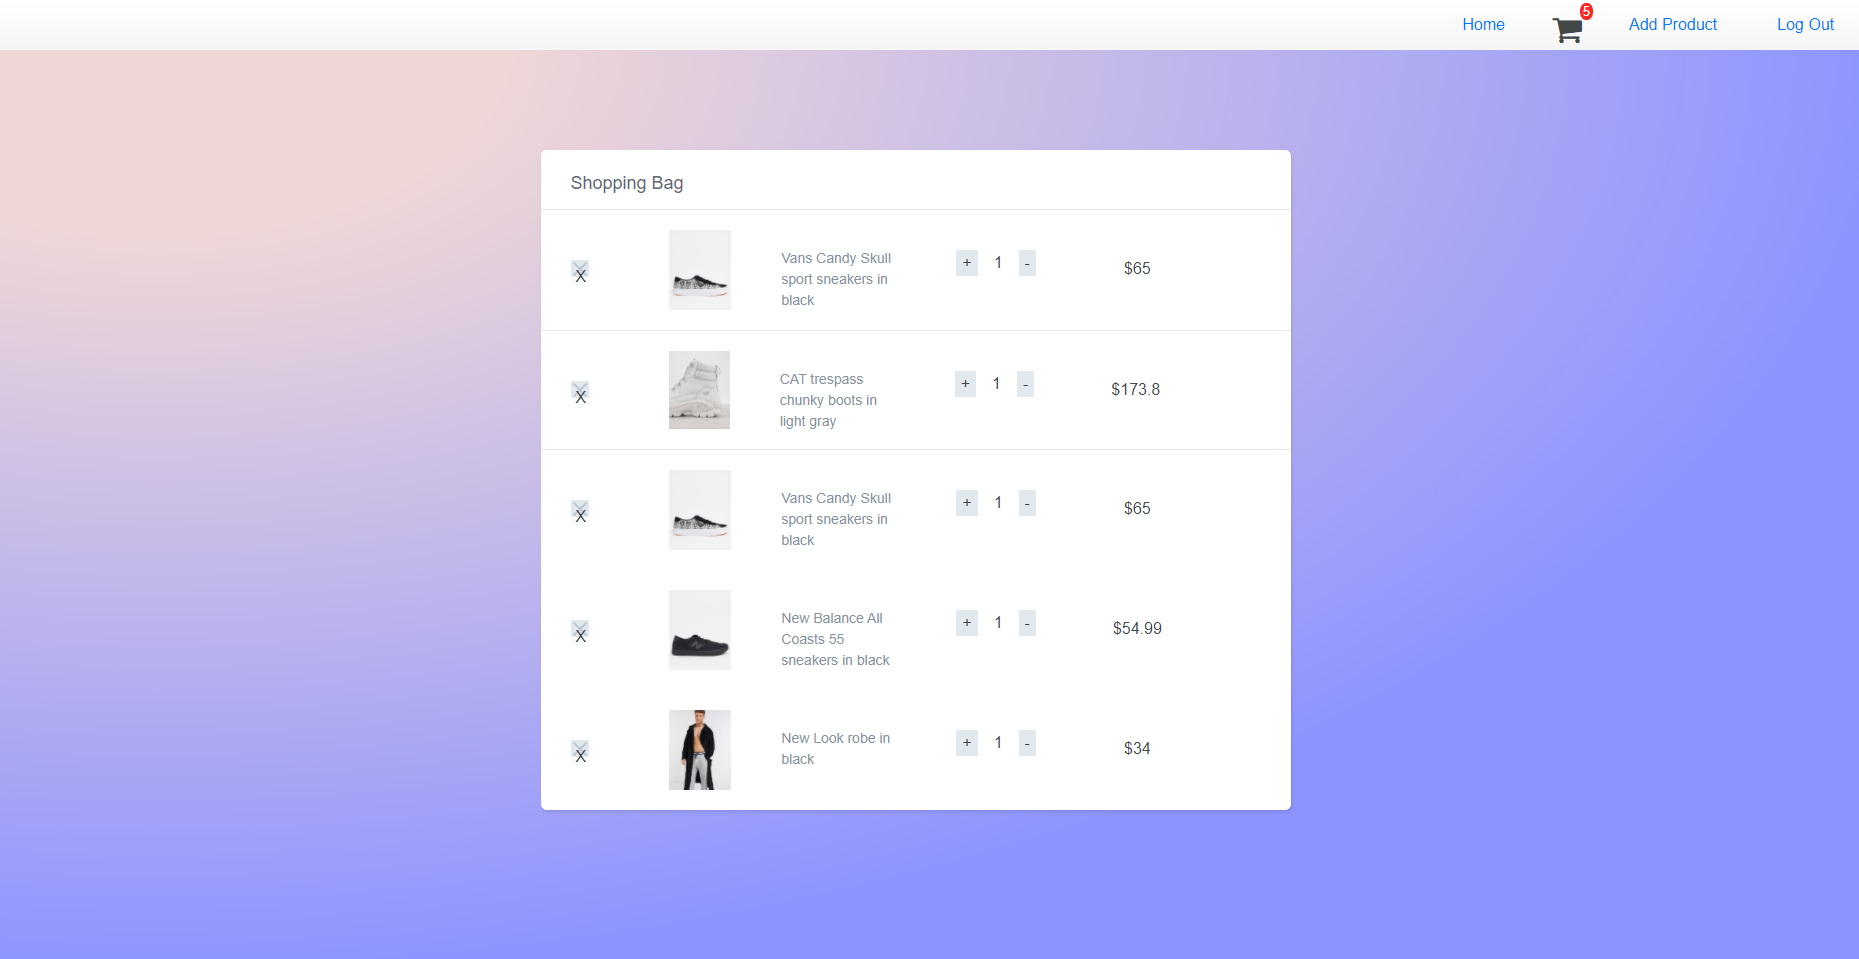 Home
5
Add Product
Log Out
Shopping Bag
X
Vans Candy Skull
sport sneakers in
black
+ 1 -
$65
X
CAT trespass
chunky boots in
light gray
+ 1 -
$173.8
X
Vans Candy Skull
sport sneakers in
black
+ 1 -
$65
X
New Balance All
Coasts 55
sneakers in black
+ 1 -
$54.99
X
New Look robe in
black
+ 1 -
$34